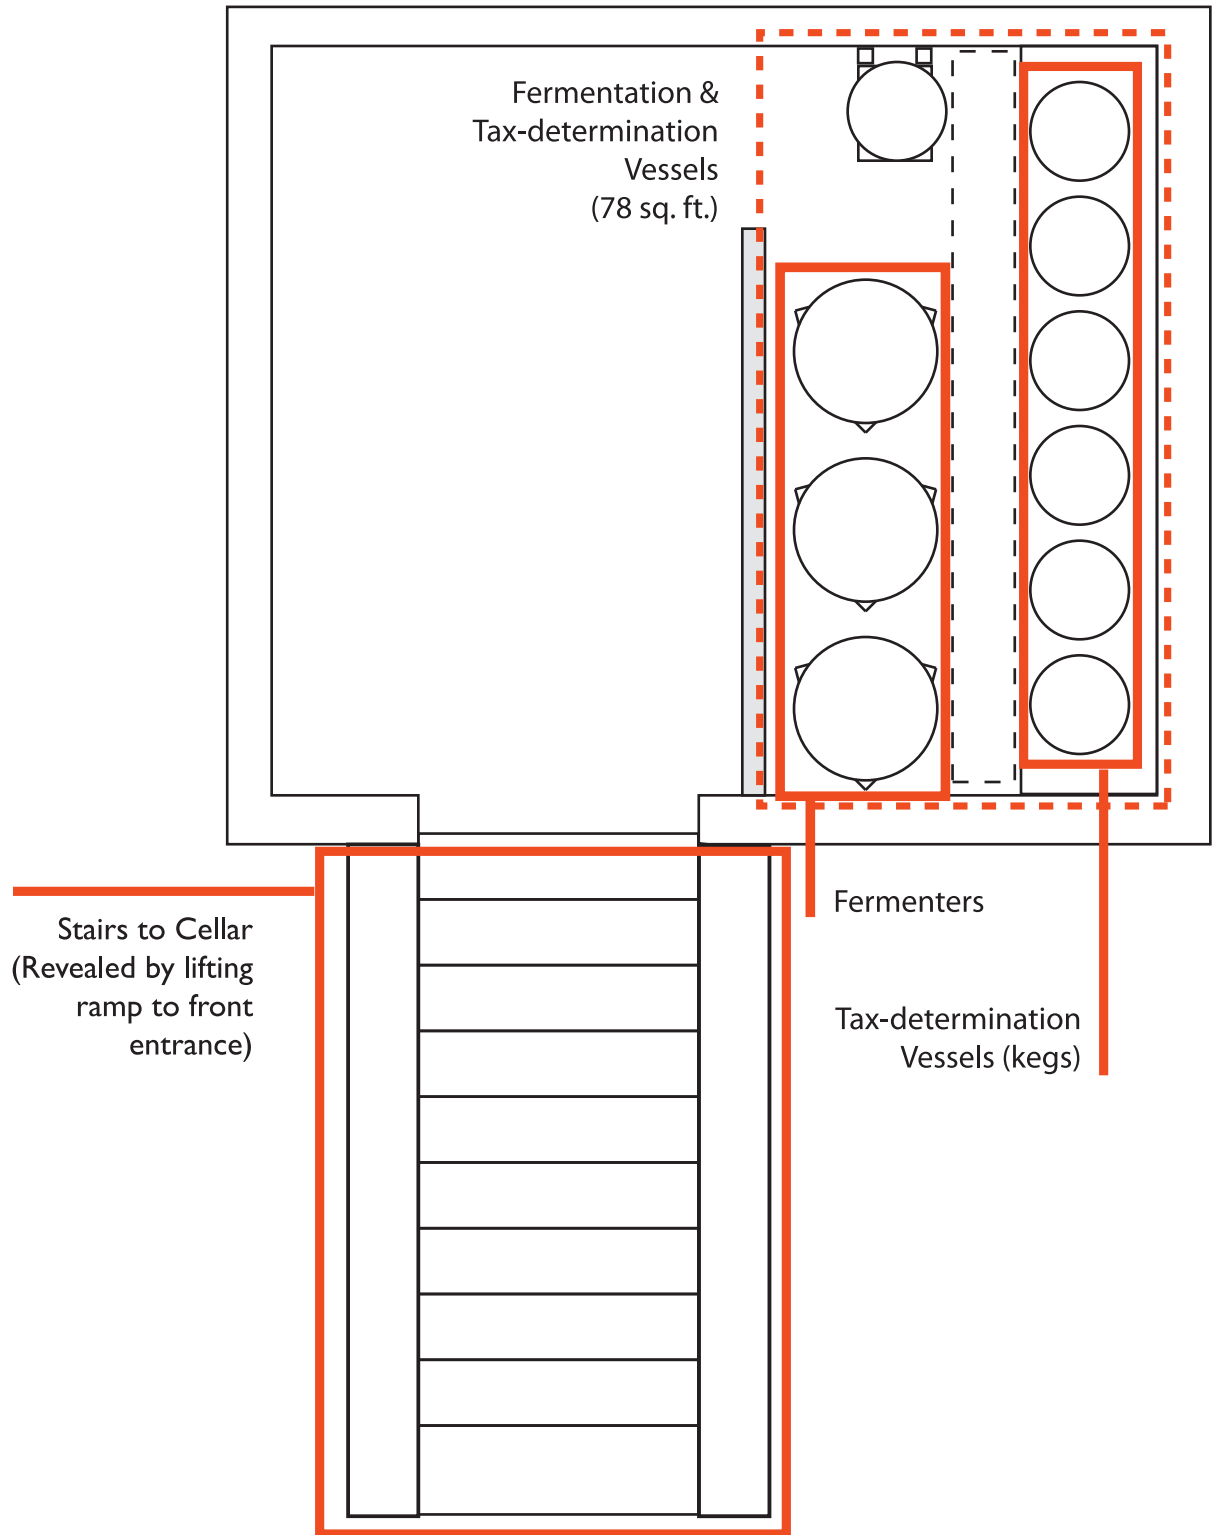 Fermentation &
Tax-determination
Vessels
(78 sq. ft.)
Fermenters
Stairs to Cellar
(Revealed by lifting
ramp to front
entrance)
Tax-determination
Vessels (kegs)